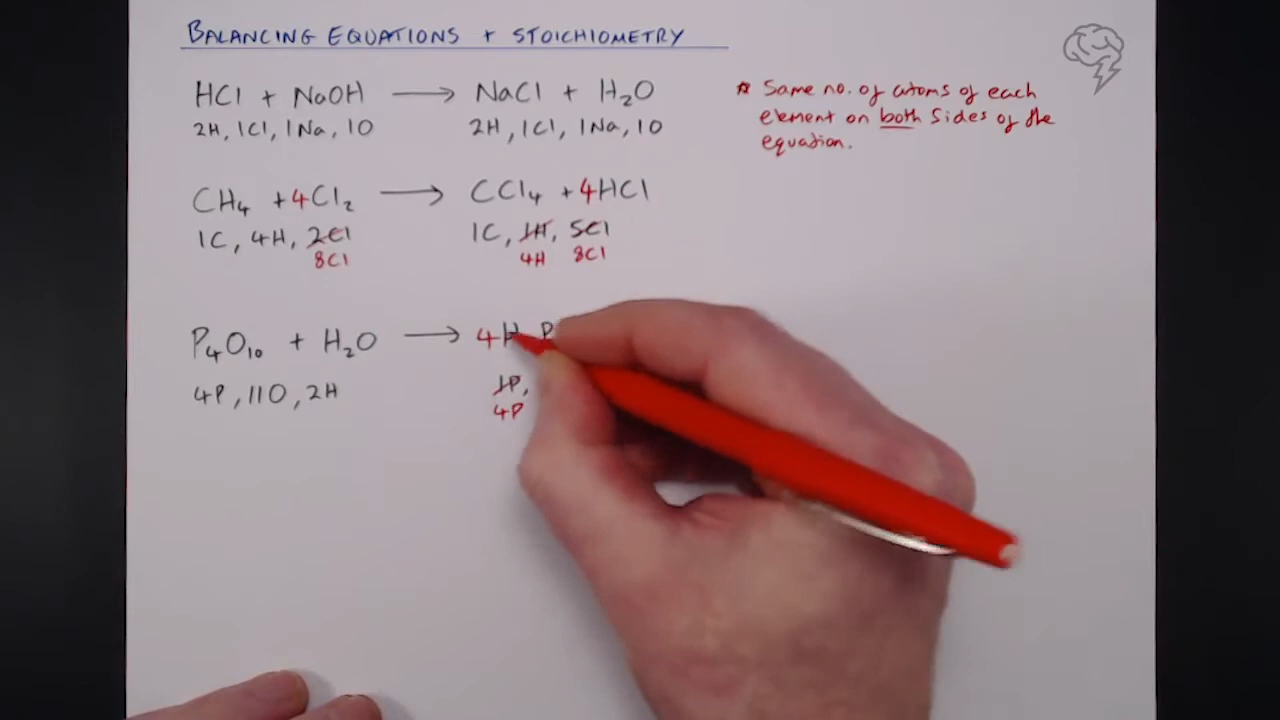 BALANCING EQUATIONS + STOICHIOMETRY
HCl + NaOH → NaCl + H₂O
2H, 1Cl, 1Na, 1O 2H, 1Cl, 1Na, 1O
* Same no. of atoms of each
element on both sides of the
equation.
CH₄ + 4Cl₂ → CCl₄ + 4HCl
1C, 4H, 2Cl 1C, 1H, 5Cl
8Cl 4H 8Cl
P₄O₁₀ + H₂O → 4H P
4P, 11O, 2H 1P,
4P